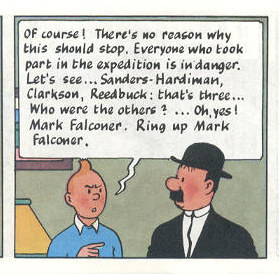 Of course! There's no reason why
this should stop. Everyone who took
part in the expedition is in danger.
Let's see... Sanders-Hardiman,
Clarkson, Reedbuck: that's three...
Who were the others? ... Oh, yes!
Mark Falconer. Ring up Mark
Falconer.